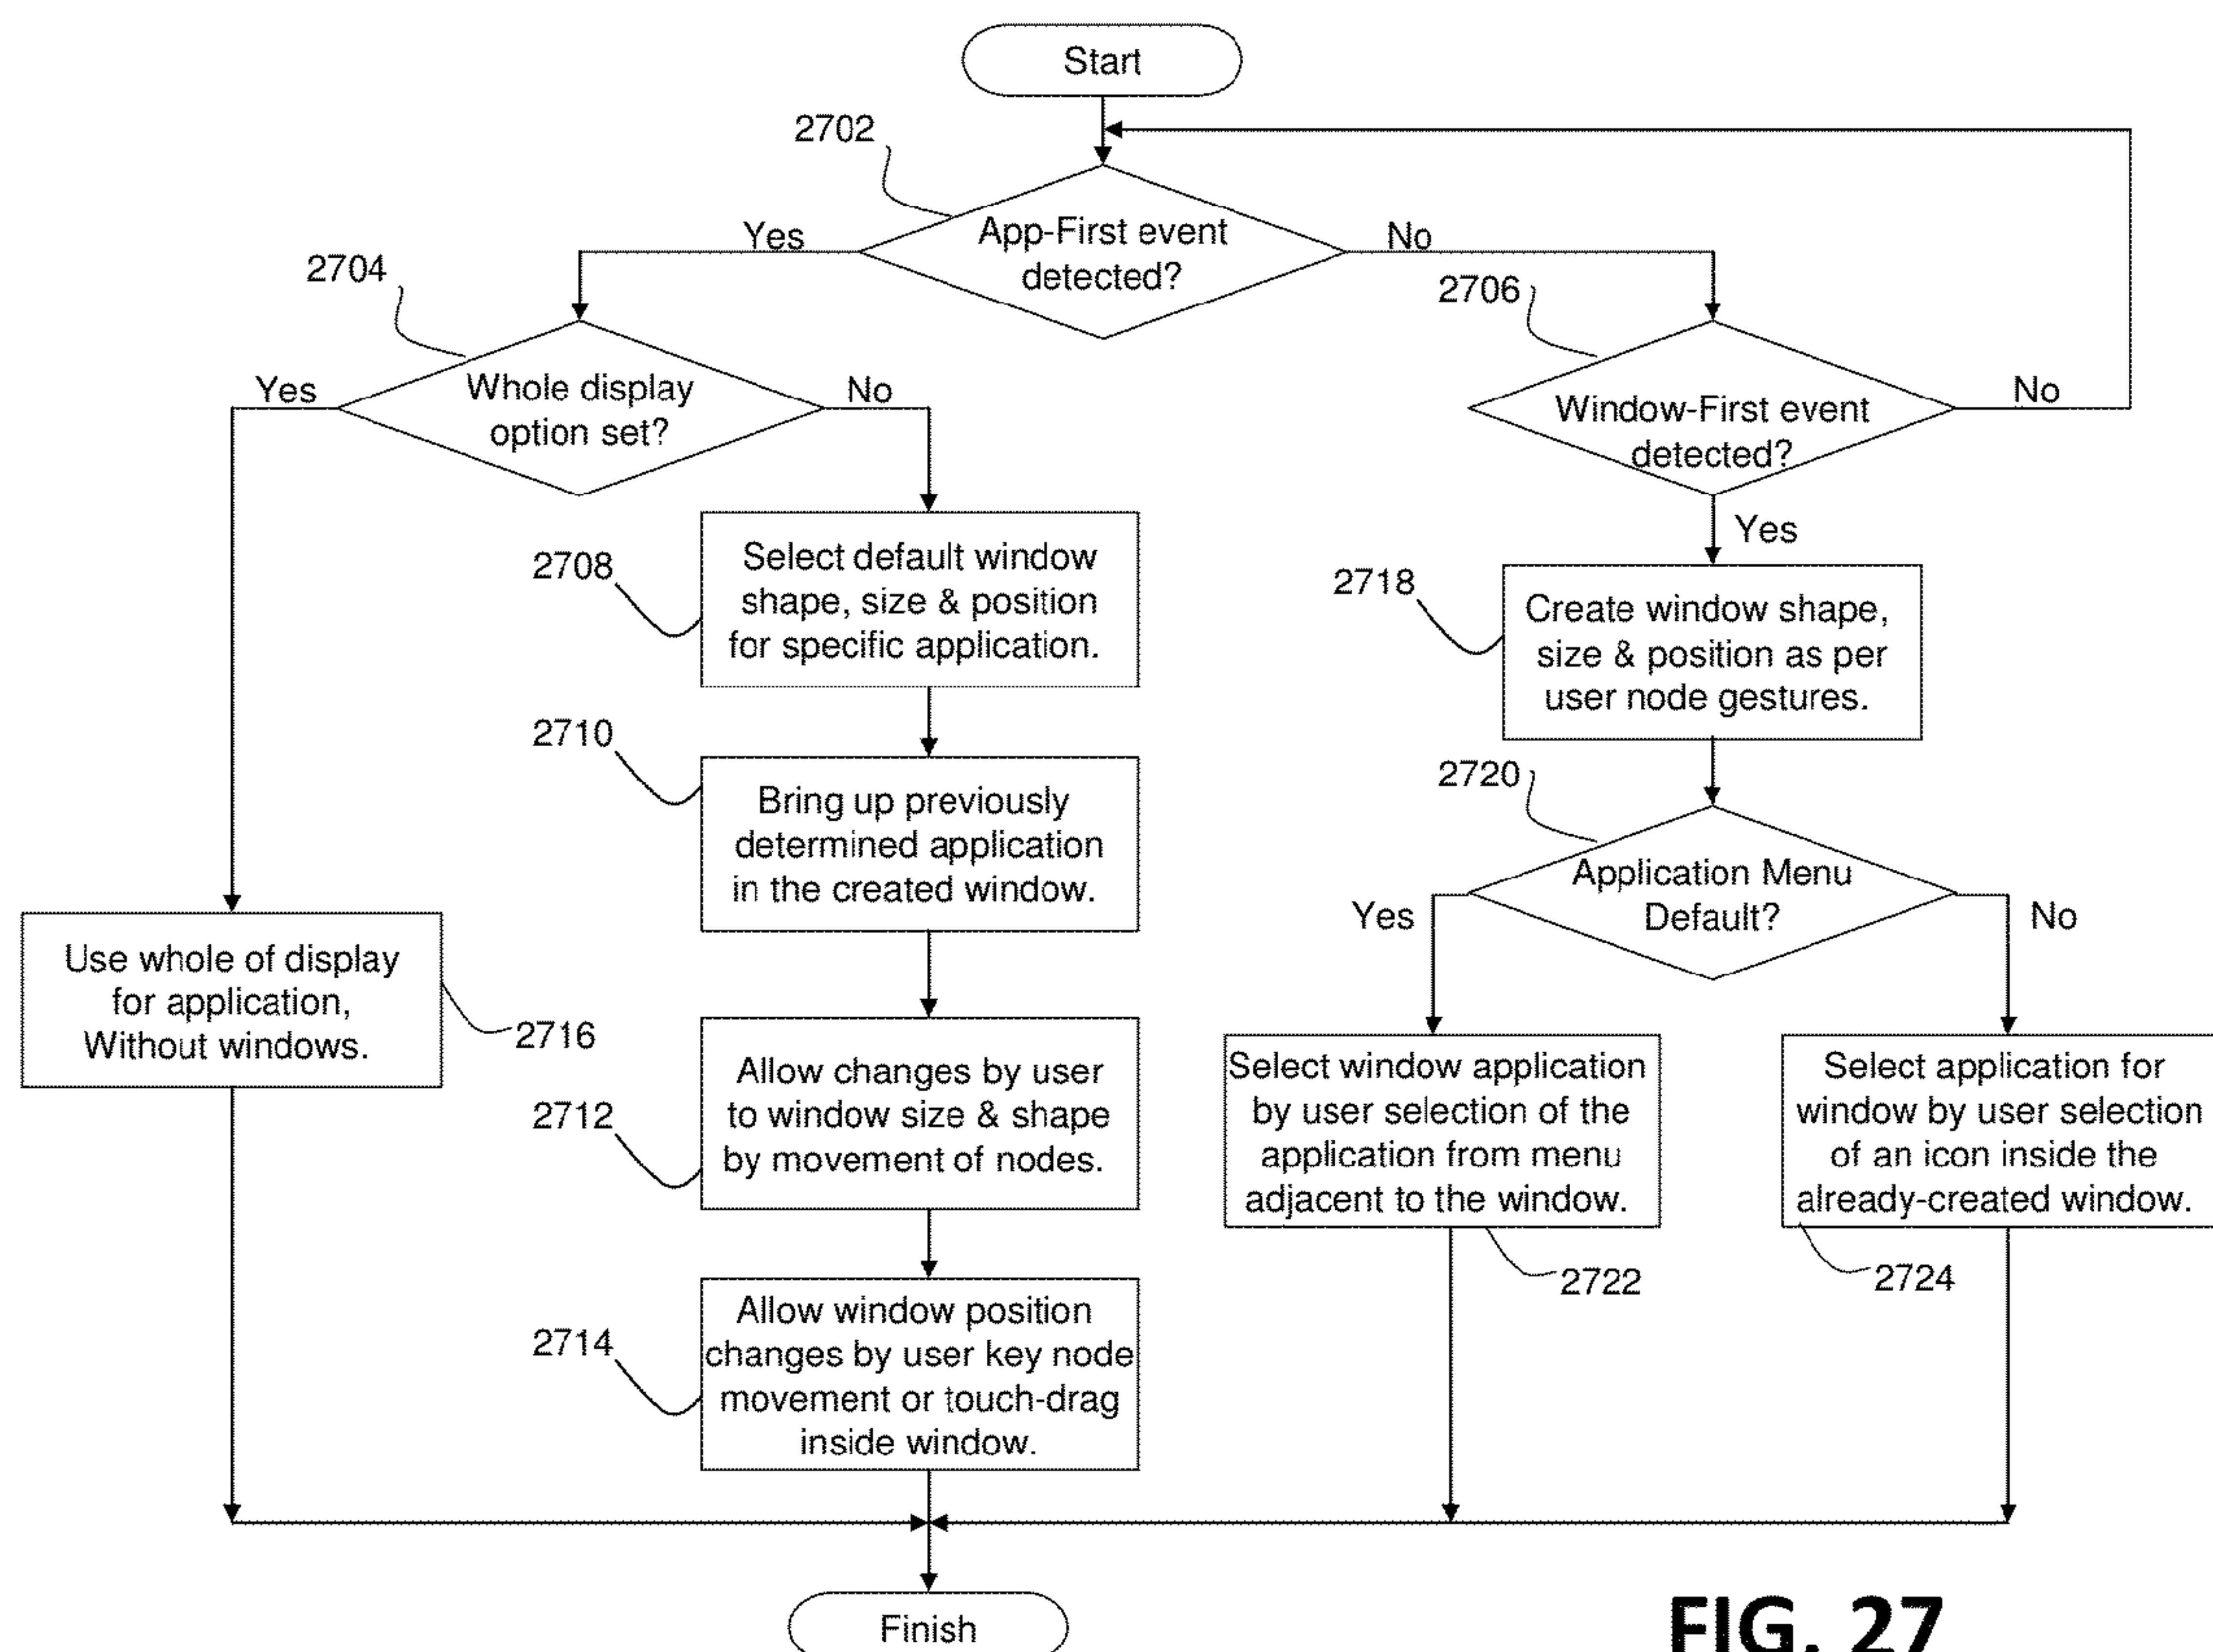 Start
2702
App-First event
detected?
Yes
No
2704
2706
Whole display
option set?
Yes
No
Window-First event
detected?
No
Yes
2708
Select default window
shape, size & position
for specific application.
2718
Create window shape,
size & position as per
user node gestures.
2710
Bring up previously
determined application
in the created window.
2720
Application Menu
Default?
Yes
No
Use whole of display
for application,
Without windows.
2716
2712
Allow changes by user
to window size & shape
by movement of nodes.
Select window application
by user selection of the
application from menu
adjacent to the window.
2722
Select application for
window by user selection
of an icon inside the
already-created window.
2724
2714
Allow window position
changes by user key node
movement or touch-drag
inside window.
Finish
FIG. 27